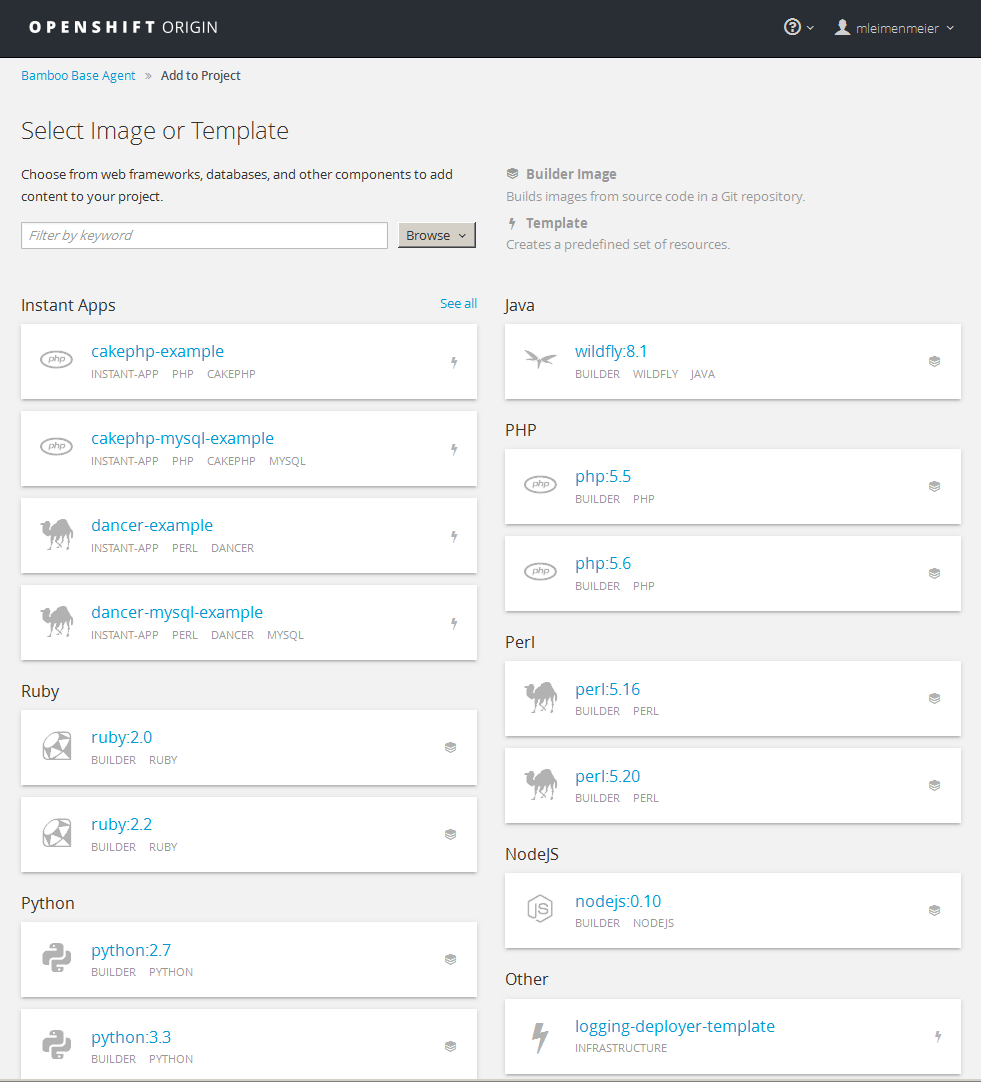 OPENSHIFT ORIGIN
mleimenmeier
Bamboo Base Agent » Add to Project
Select Image or Template
Choose from web frameworks, databases, and other components to add
content to your project.
Filter by keyword
Browse
Builder Image
Builds images from source code in a Git repository.
Template
Creates a predefined set of resources.
Instant Apps See all
php
cakephp-example
INSTANT-APP PHP CAKEPHP
php
cakephp-mysql-example
INSTANT-APP PHP CAKEPHP MYSQL
dancer-example
INSTANT-APP PERL DANCER
dancer-mysql-example
INSTANT-APP PERL DANCER MYSQL
Ruby
ruby:2.0
BUILDER RUBY
ruby:2.2
BUILDER RUBY
Python
python:2.7
BUILDER PYTHON
python:3.3
BUILDER PYTHON
Java
wildfly:8.1
BUILDER WILDFLY JAVA
PHP
php
php:5.5
BUILDER PHP
php
php:5.6
BUILDER PHP
Perl
perl:5.16
BUILDER PERL
perl:5.20
BUILDER PERL
NodeJS
JS
nodejs:0.10
BUILDER NODEJS
Other
logging-deployer-template
INFRASTRUCTURE